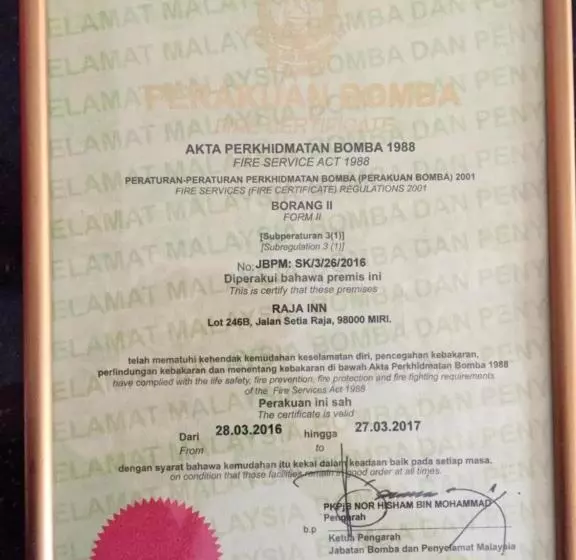 PERAKUAN BOMBA
FIRE CERTIFICATE
AKTA PERKHIDMATAN BOMBA 1988
FIRE SERVICE ACT 1988
PERATURAN-PERATURAN PERKHIDMATAN BOMBA (PERAKUAN BOMBA) 2001
FIRE SERVICES (FIRE CERTIFICATE) REGULATIONS 2001
BORANG II
FORM II
[Subperaturan 3(1)]
[Subregulation 3 (1)]
No: JBPM: SK/3/26/2016
Diperakui bahawa premis ini
This is certify that these premises
RAJA INN
Lot 246B, Jalan Setia Raja, 98000 MIRI.
telah mematuhi kehendak kemudahan keselamatan diri, pencegahan kebakaran,
perlindungan kebakaran dan menentang kebakaran di bawah Akta Perkhidmatan Bomba 1988
have complied with the life safety, fire prevention, fire protection and fire fighting requirements
of the Fire Services Act 1988
Perakuan ini sah
The certificate is valid
Dari 28.03.2016 hingga 27.03.2017
From to
dengan syarat bahawa kemudahan itu kekal dalam keadaan baik pada setiap masa.
on condition that those facilities remain in good order at all times.
PKPjB NOR HISHAM BIN MOHAMMAD
Pengarah
b.p
Ketua Pengarah
Jabatan Bomba dan Penyelamat Malaysia